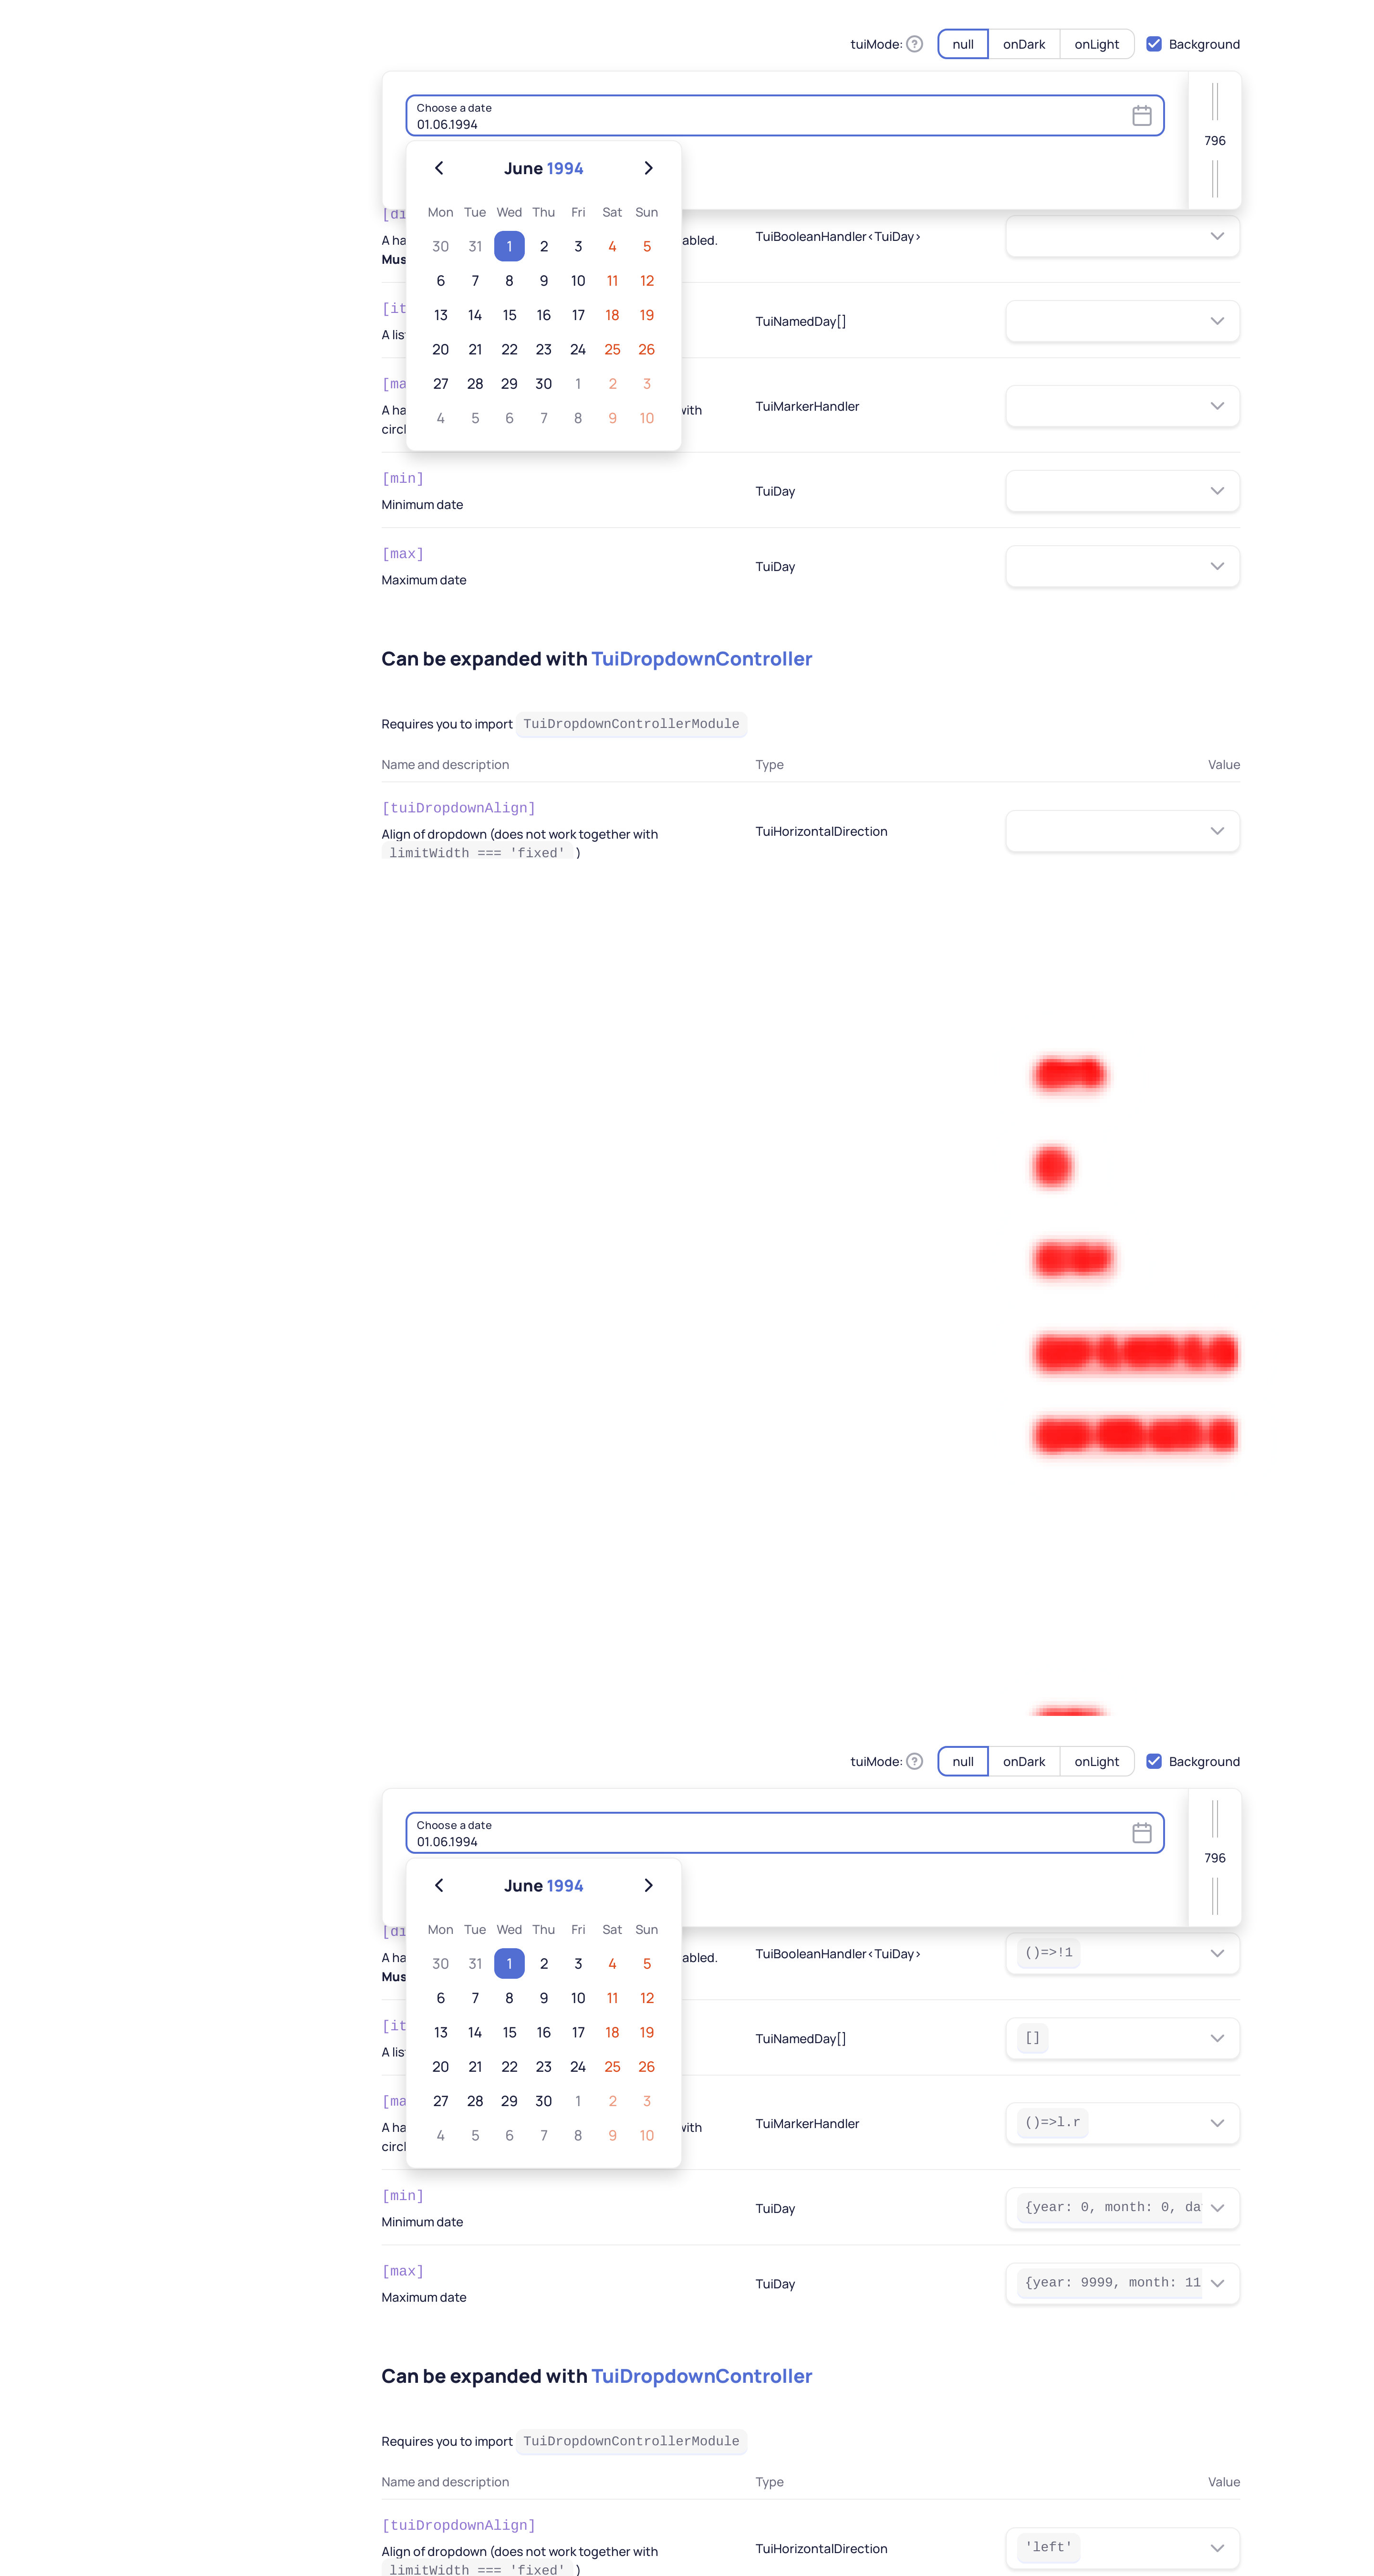 tuiMode: ? null onDark onLight Background
Choose a date
01.06.1994
796
June 1994
Mon Tue Wed Thu Fri Sat Sun
30 31 1 2 3 4 5
6 7 8 9 10 11 12
13 14 15 16 17 18 19
20 21 22 23 24 25 26
27 28 29 30 1 2 3
4 5 6 7 8 9 10
[di
A ha abled. TuiBooleanHandler<TuiDay>
Mus
[it
A lis TuiNamedDay[]
[ma
A ha with TuiMarkerHandler
circl
[min]
Minimum date TuiDay
[max]
Maximum date TuiDay
Can be expanded with TuiDropdownController
Requires you to import TuiDropdownControllerModule
Name and description Type Value
[tuiDropdownAlign]
Align of dropdown (does not work together with TuiHorizontalDirection
limitWidth === 'fixed' )
tuiMode: ? null onDark onLight Background
Choose a date
01.06.1994
796
June 1994
Mon Tue Wed Thu Fri Sat Sun
30 31 1 2 3 4 5
6 7 8 9 10 11 12
13 14 15 16 17 18 19
20 21 22 23 24 25 26
27 28 29 30 1 2 3
4 5 6 7 8 9 10
[di
A ha abled. TuiBooleanHandler<TuiDay> ()=>!1
Mus
[it
A lis TuiNamedDay[] []
[ma
A ha with TuiMarkerHandler ()=>l.r
circl
[min]
Minimum date TuiDay {year: 0, month: 0, da
[max]
Maximum date TuiDay {year: 9999, month: 11
Can be expanded with TuiDropdownController
Requires you to import TuiDropdownControllerModule
Name and description Type Value
[tuiDropdownAlign]
Align of dropdown (does not work together with TuiHorizontalDirection 'left'
limitWidth === 'fixed' )